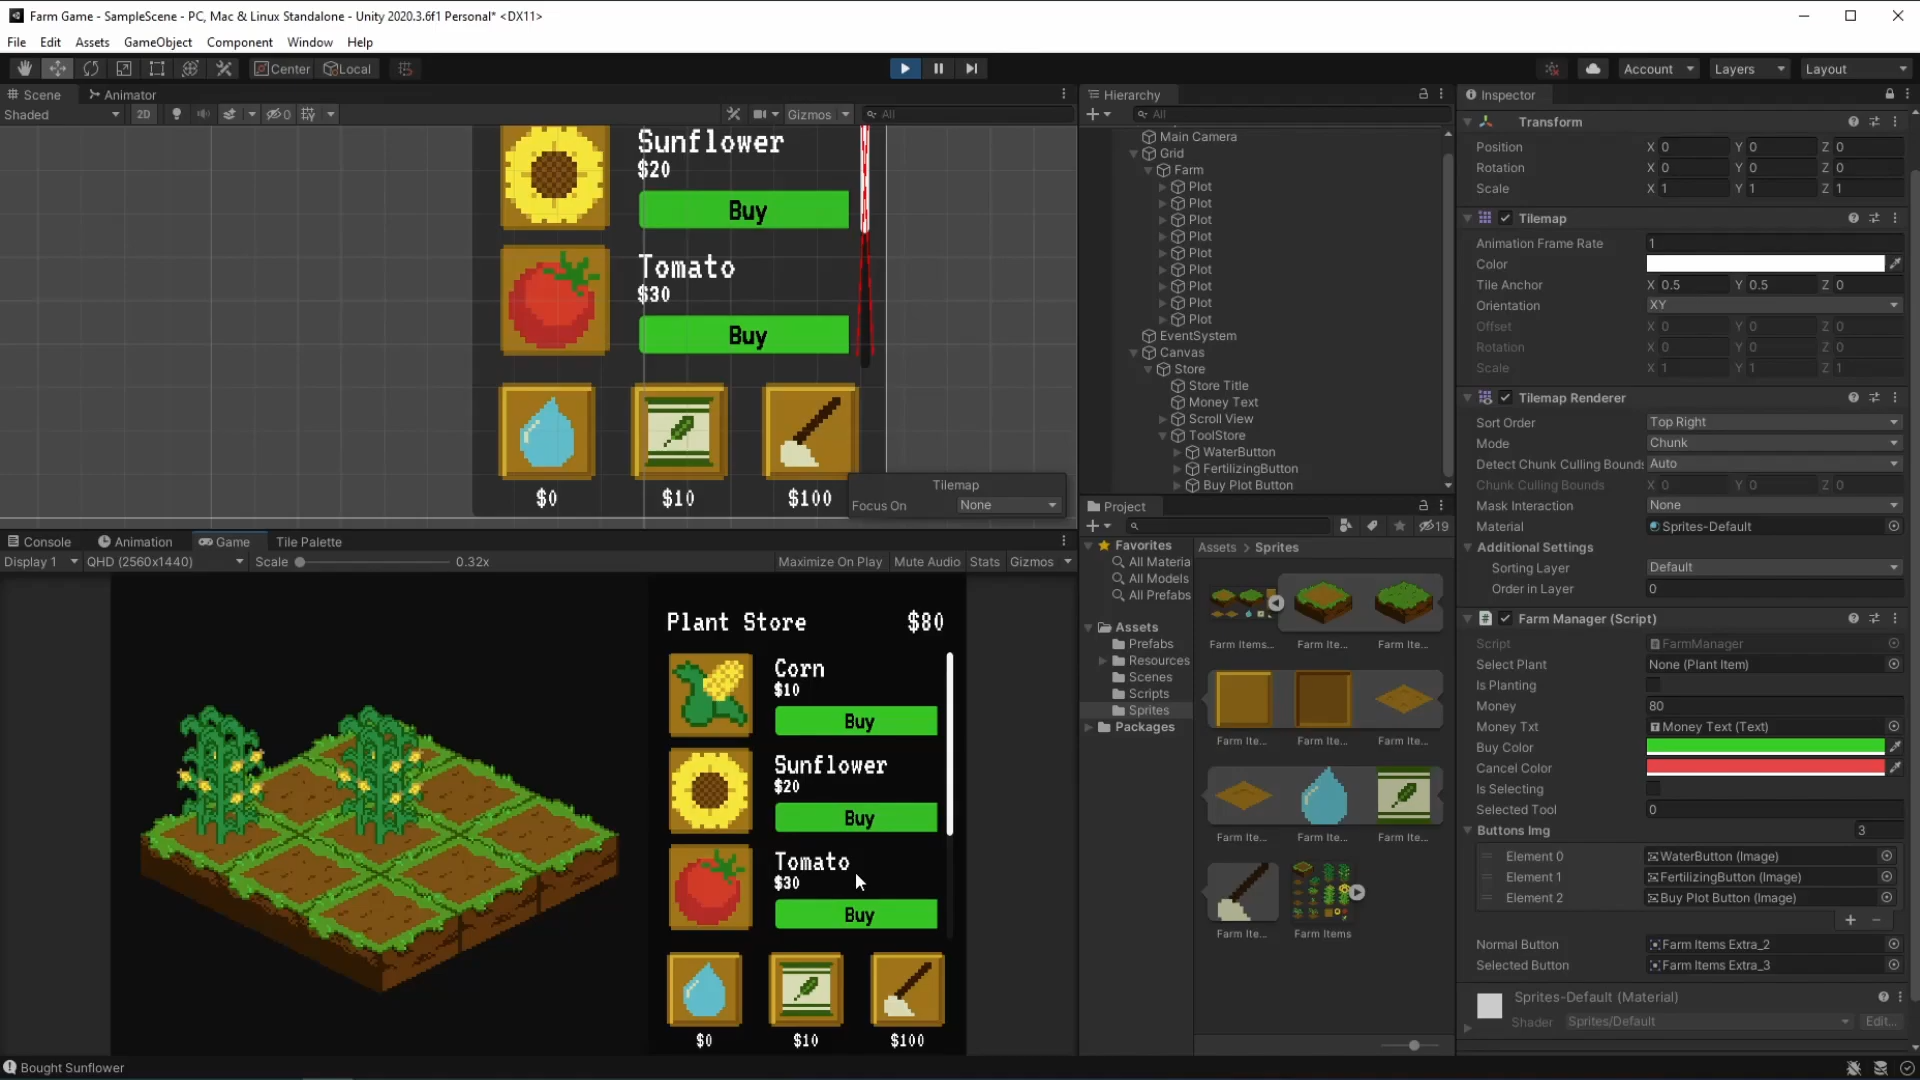 Farm Game - SampleScene - PC, Mac & Linux Standalone - Unity 2020.3.6f1 Personal* <DX11>
File Edit Assets GameObject Component Window Help
Center Local
Account Layers Layout
Scene Animator
Shaded 2D 0 Gizmos All
Sunflower
$20
Buy
Tomato
$30
Buy
$0 $10 $100
Tilemap
Focus On None
Hierarchy
All
Main Camera
Grid
Farm
Plot
Plot
Plot
Plot
Plot
Plot
Plot
Plot
Plot
EventSystem
Canvas
Store
Store Title
Money Text
Scroll View
ToolStore
WaterButton
FertilizingButton
Buy Plot Button
Console Animation Game Tile Palette
Display 1 QHD (2560x1440) Scale 0.32x Maximize On Play Mute Audio Stats Gizmos
Plant Store $80
Corn
$10
Buy
Sunflower
$20
Buy
Tomato
$30
Buy
$0 $10 $100
Project
19
Favorites
All Materia
All Models
All Prefabs
Assets
Prefabs
Resources
Scenes
Scripts
Sprites
Packages
Assets > Sprites
Farm Items... Farm Ite... Farm Ite...
Farm Ite... Farm Ite... Farm Ite...
Farm Ite... Farm Ite... Farm Ite...
Farm Ite... Farm Items
Inspector
Transform
Position X 0 Y 0 Z 0
Rotation X 0 Y 0 Z 0
Scale X 1 Y 1 Z 1
Tilemap
Animation Frame Rate 1
Color
Tile Anchor X 0.5 Y 0.5 Z 0
Orientation XY
Offset X 0 Y 0 Z 0
Rotation X 0 Y 0 Z 0
Scale X 1 Y 1 Z 1
Tilemap Renderer
Sort Order Top Right
Mode Chunk
Detect Chunk Culling Bounds Auto
Chunk Culling Bounds X 0 Y 0 Z 0
Mask Interaction None
Material Sprites-Default
Additional Settings
Sorting Layer Default
Order in Layer 0
Farm Manager (Script)
Script FarmManager
Select Plant None (Plant Item)
Is Planting
Money 80
Money Txt Money Text (Text)
Buy Color
Cancel Color
Is Selecting
Selected Tool 0
Buttons Img 3
Element 0 WaterButton (Image)
Element 1 FertilizingButton (Image)
Element 2 Buy Plot Button (Image)
Normal Button Farm Items Extra_2
Selected Button Farm Items Extra_3
Sprites-Default (Material)
Shader Sprites/Default Edit...
Bought Sunflower